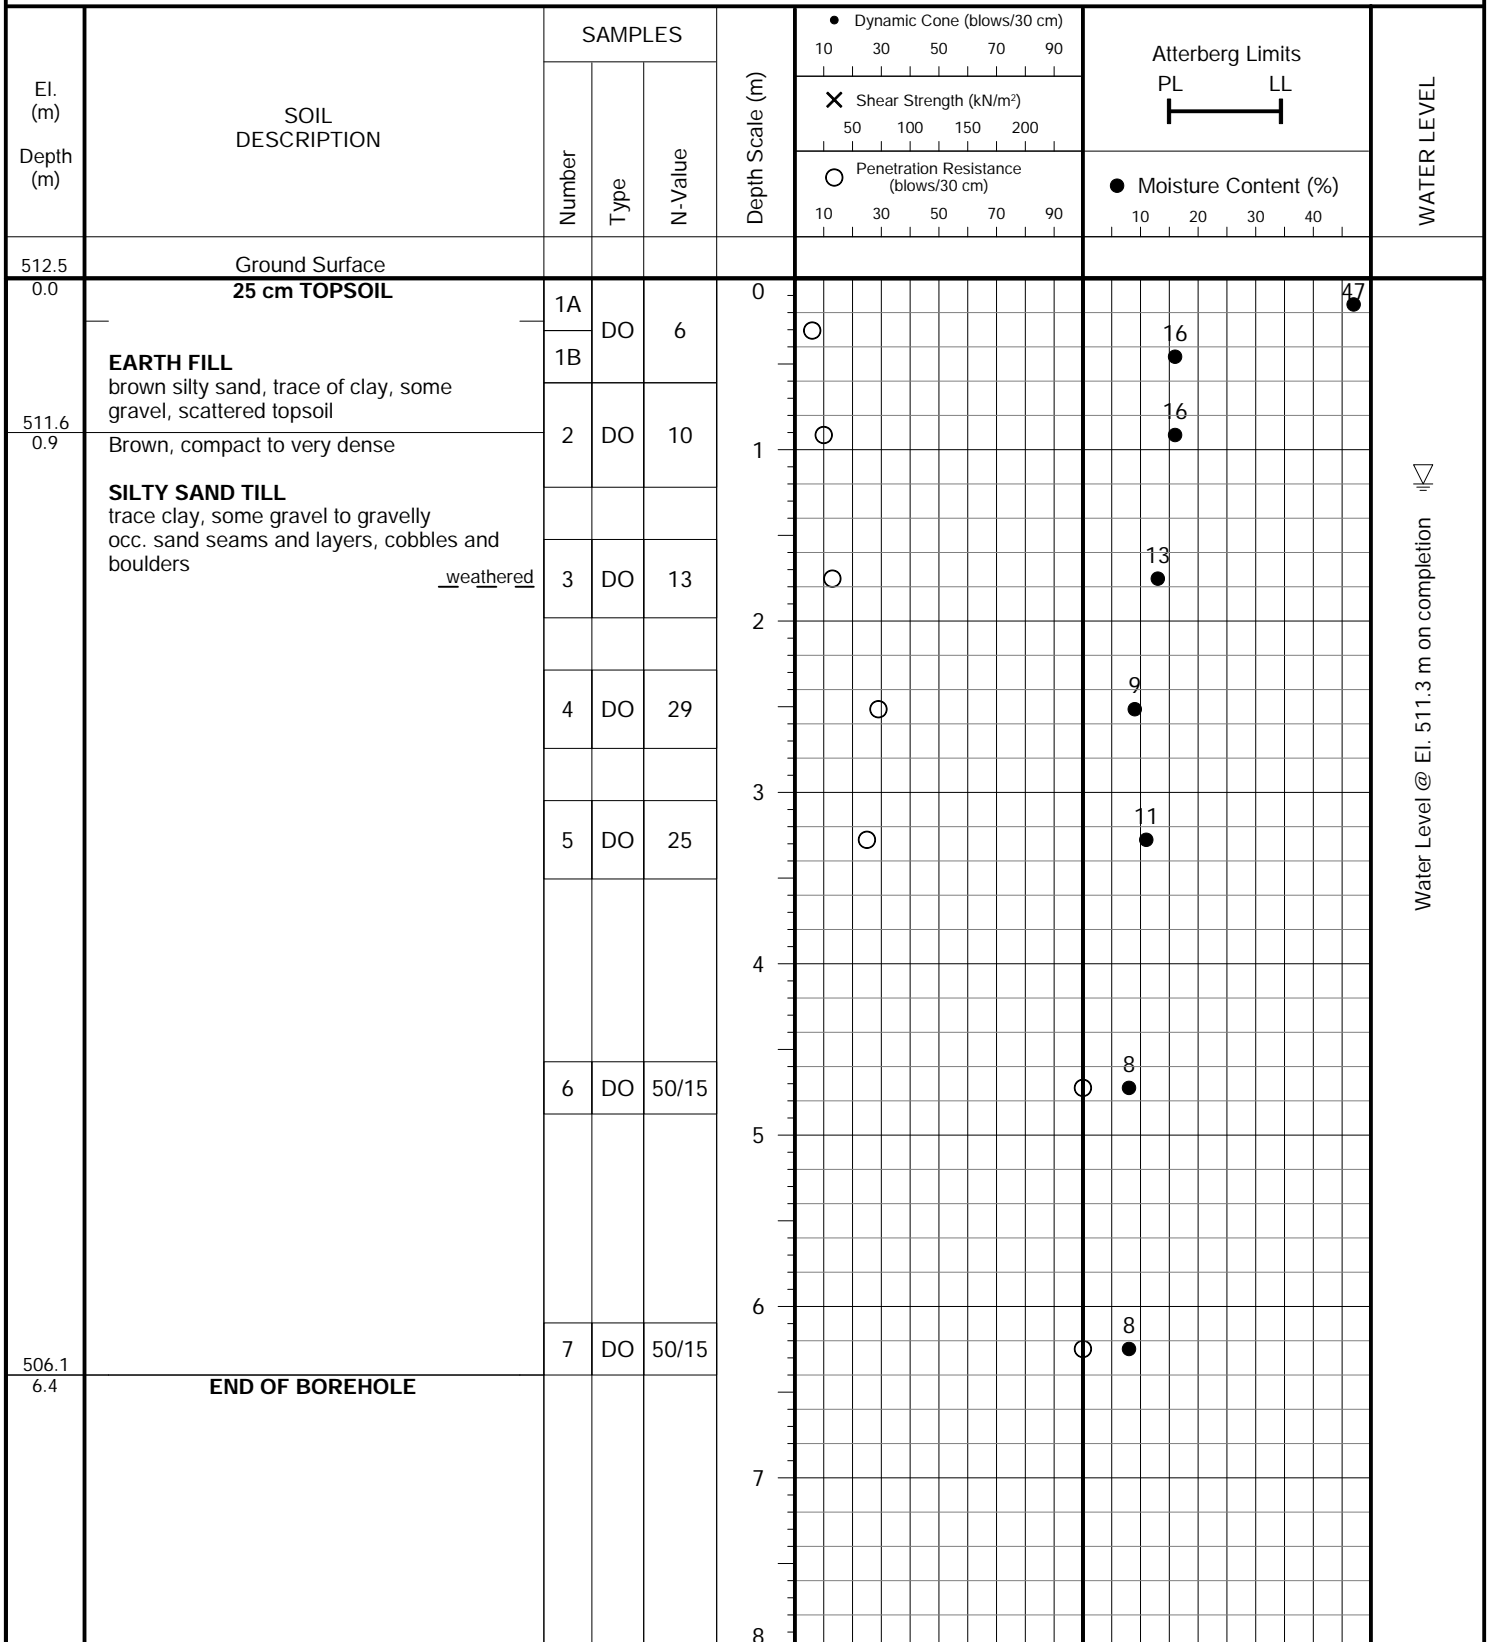 El.
(m)
Depth
(m)
SOIL
DESCRIPTION
SAMPLES
Number
Type
N-Value
Depth Scale (m)
Dynamic Cone (blows/30 cm)
10 30 50 70 90
Shear Strength (kN/m²)
50 100 150 200
Penetration Resistance
(blows/30 cm)
10 30 50 70 90
Atterberg Limits
PL LL
Moisture Content (%)
10 20 30 40
WATER LEVEL
512.5 Ground Surface
0.0 25 cm TOPSOIL
EARTH FILL
brown silty sand, trace of clay, some
gravel, scattered topsoil
511.6
0.9 Brown, compact to very dense
SILTY SAND TILL
trace clay, some gravel to gravelly
occ. sand seams and layers, cobbles and
boulders
weathered
506.1
6.4 END OF BOREHOLE
1A
DO 6
1B
2 DO 10
3 DO 13
4 DO 29
5 DO 25
6 DO 50/15
7 DO 50/15
0
1
2
3
4
5
6
7
8
47
16
16
13
9
11
8
8
Water Level @ El. 511.3 m on completion